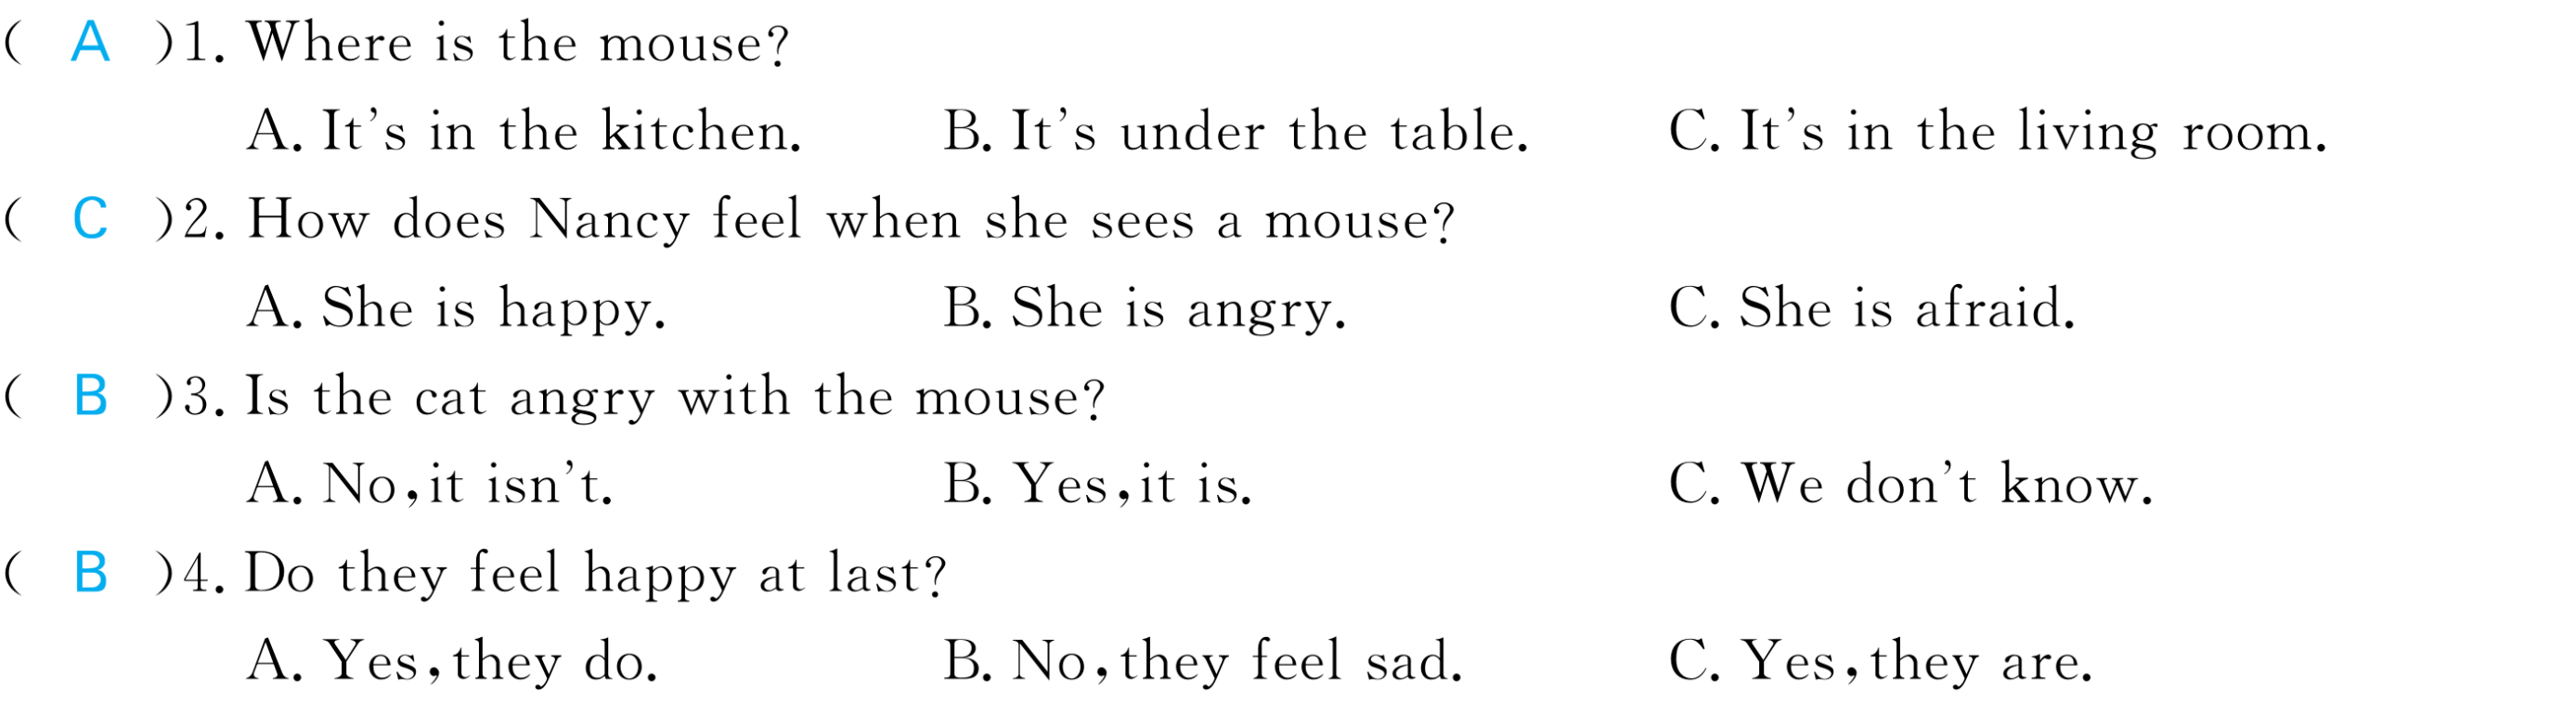 ( A )1. Where is the mouse?
A. It's in the kitchen. B. It's under the table. C. It's in the living room.
( C )2. How does Nancy feel when she sees a mouse?
A. She is happy. B. She is angry. C. She is afraid.
( B )3. Is the cat angry with the mouse?
A. No,it isn't. B. Yes,it is. C. We don't know.
( B )4. Do they feel happy at last?
A. Yes,they do. B. No,they feel sad. C. Yes,they are.